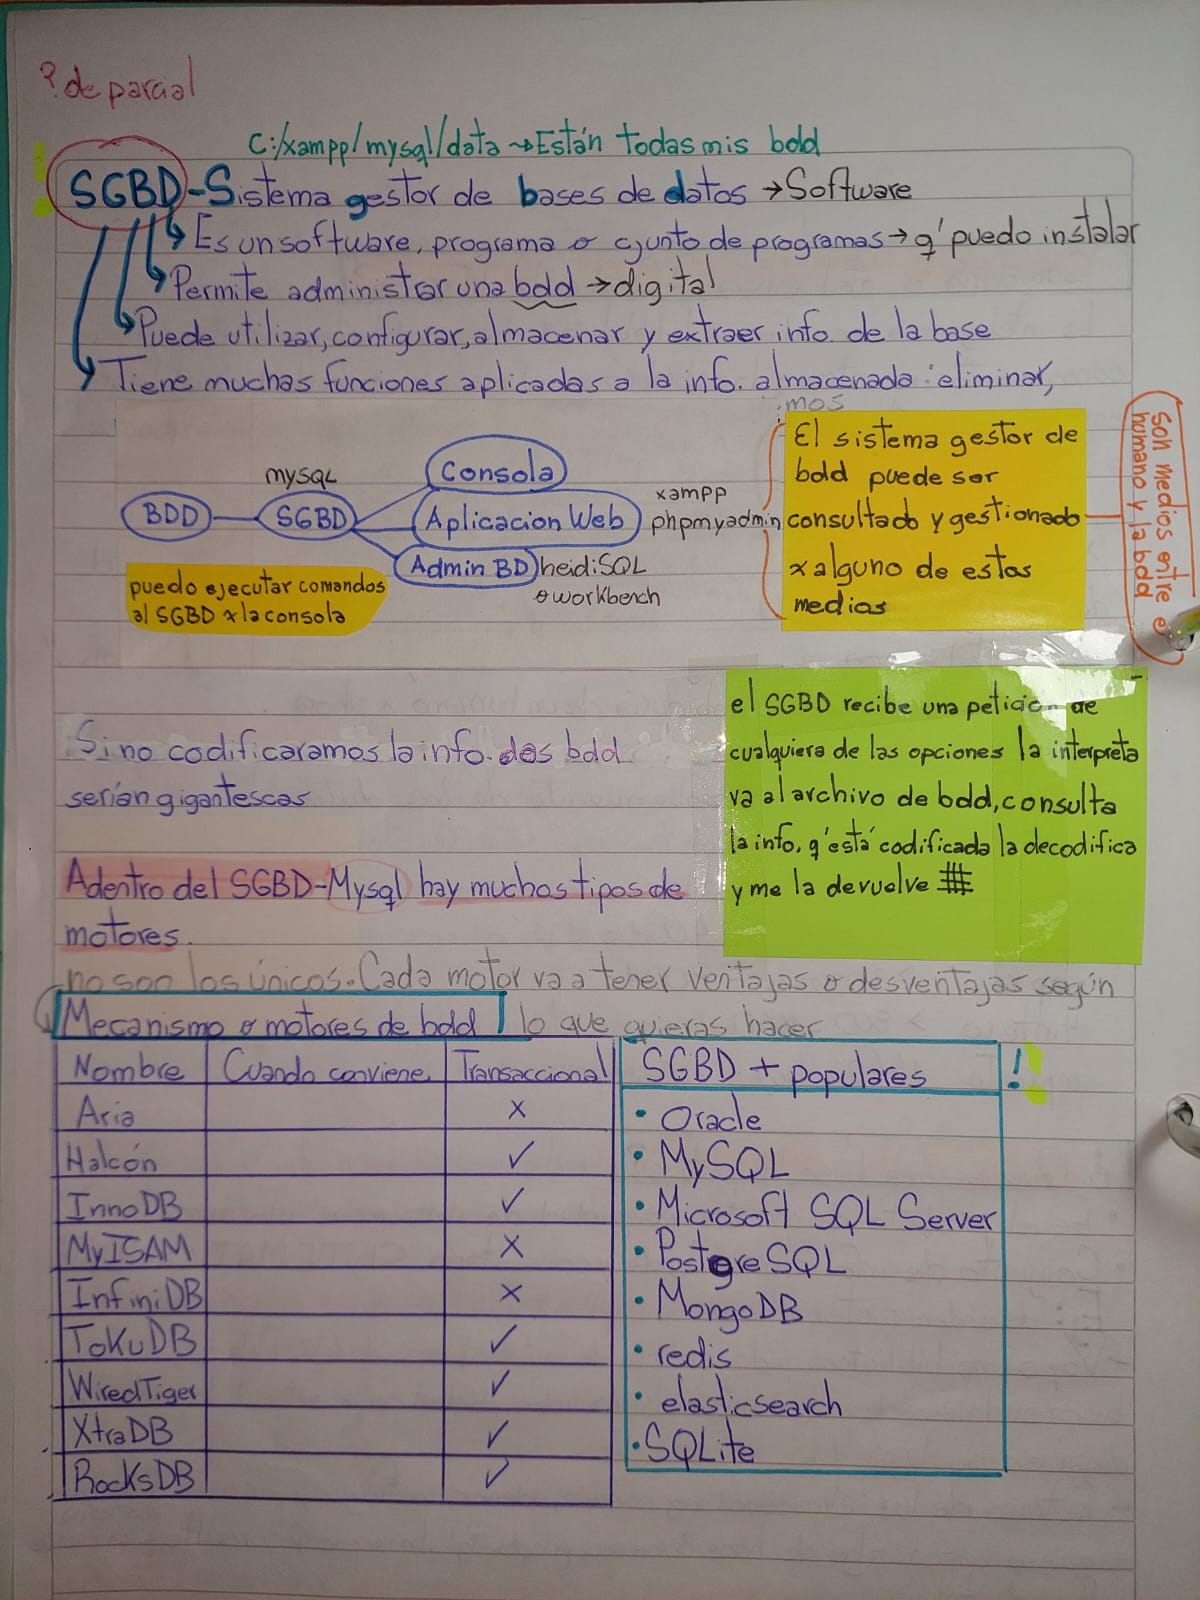 ? de parcial
C:/xampp/mysql/data → Están todas mis bdd
SGBD-Sistema gestor de bases de datos → Software
Es un software, programa o cjunto de programas → q' puedo instalar
Permite administrar una bdd → digital
Puede utilizar, configurar, almacenar y extraer info. de la base
Tiene muchas funciones aplicadas a la info. almacenada: eliminar,
mos
mySQL
BDD
SGBD
Consola
Aplicacion Web
Admin BD
xampp
phpmyadmin
heidiSQL
o workbench
puedo ejecutar comandos
al SGBD x la consola
El sistema gestor de
bdd puede ser
consultado y gestionado
x alguno de estos
medios
Son medios entre el
humano y la bdd
el SGBD recibe una peticion de
cualquiera de las opciones la interpreta
va al archivo de bdd, consulta
la info. q' está codificada la decodifica
y me la devuelve #
Si no codificaramos la info. das bdd
serían gigantescas
Adentro del SGBD-Mysql hay muchos tipos de
motores.
no son los únicos. Cada motor va a tener ventajas o desventajas según
lo que quieras hacer
Mecanismo o motores de bdd
Nombre Cuando conviene Transaccional
Aria X
Halcón ✓
InnoDB ✓
MyISAM X
InfiniDB X
TokuDB ✓
WiredTiger ✓
XtraDB ✓
RocksDB ✓
SGBD + populares !!
• Oracle
• MySQL
• Microsoft SQL Server
• PostgreSQL
• MongoDB
• redis
• elasticsearch
• SQLite